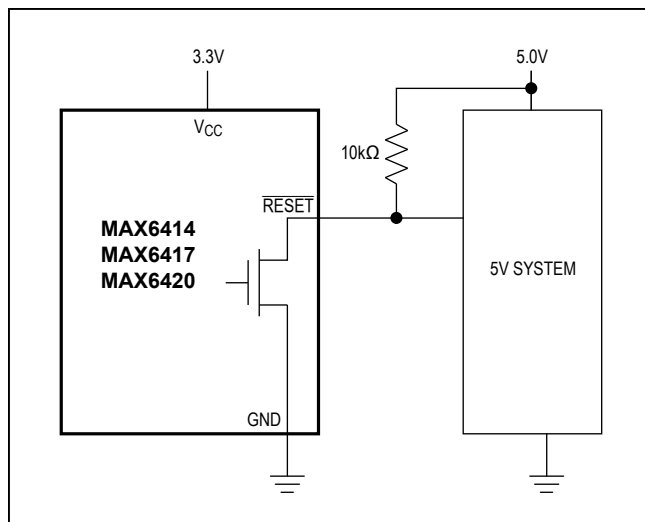 3.3V
5.0V
VCC
10kΩ
RESET
MAX6414
MAX6417
MAX6420
5V SYSTEM
GND